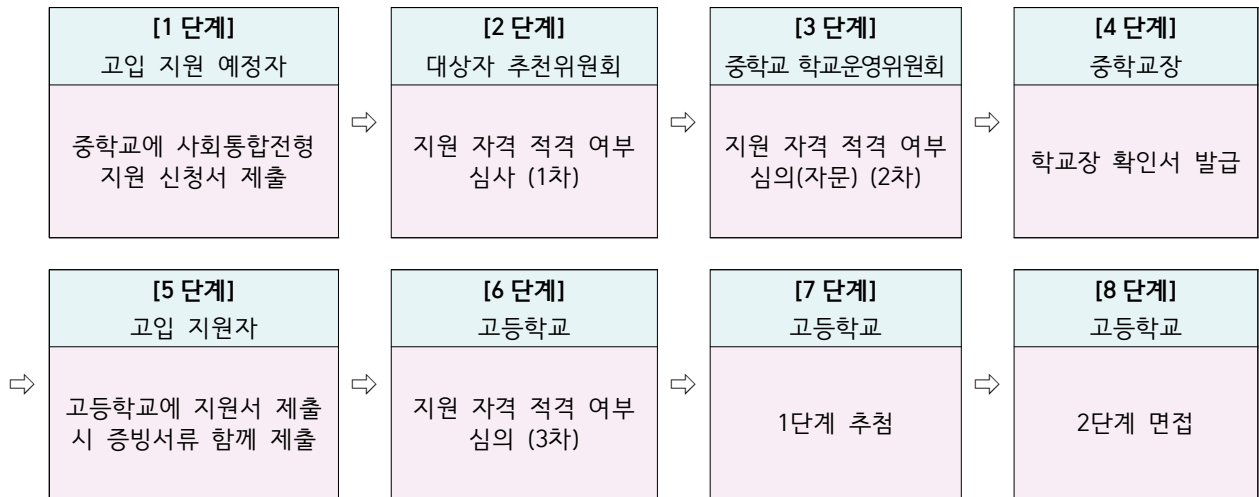 [1 단계]
고입 지원 예정자
중학교에 사회통합전형
지원 신청서 제출
⇨
[2 단계]
대상자 추천위원회
지원 자격 적격 여부
심사 (1차)
⇨
[3 단계]
중학교 학교운영위원회
지원 자격 적격 여부
심의(자문) (2차)
⇨
[4 단계]
중학교장
학교장 확인서 발급
⇨
[5 단계]
고입 지원자
고등학교에 지원서 제출
시 증빙서류 함께 제출
⇨
[6 단계]
고등학교
지원 자격 적격 여부
심의 (3차)
⇨
[7 단계]
고등학교
1단계 추첨
⇨
[8 단계]
고등학교
2단계 면접